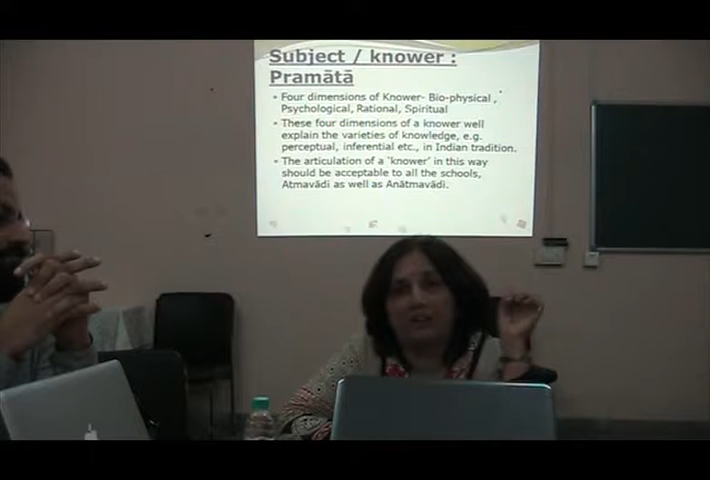 Subject / knower :
Pramātā
Four dimensions of Knower- Bio-physical ,
Psychological, Rational, Spiritual
These four dimensions of a knower well
explain the varieties of knowledge, e.g.
perceptual, inferential etc., in Indian tradition.
The articulation of a 'knower' in this way
should be acceptable to all the schools,
Atmavādi as well as Anātmavādi.